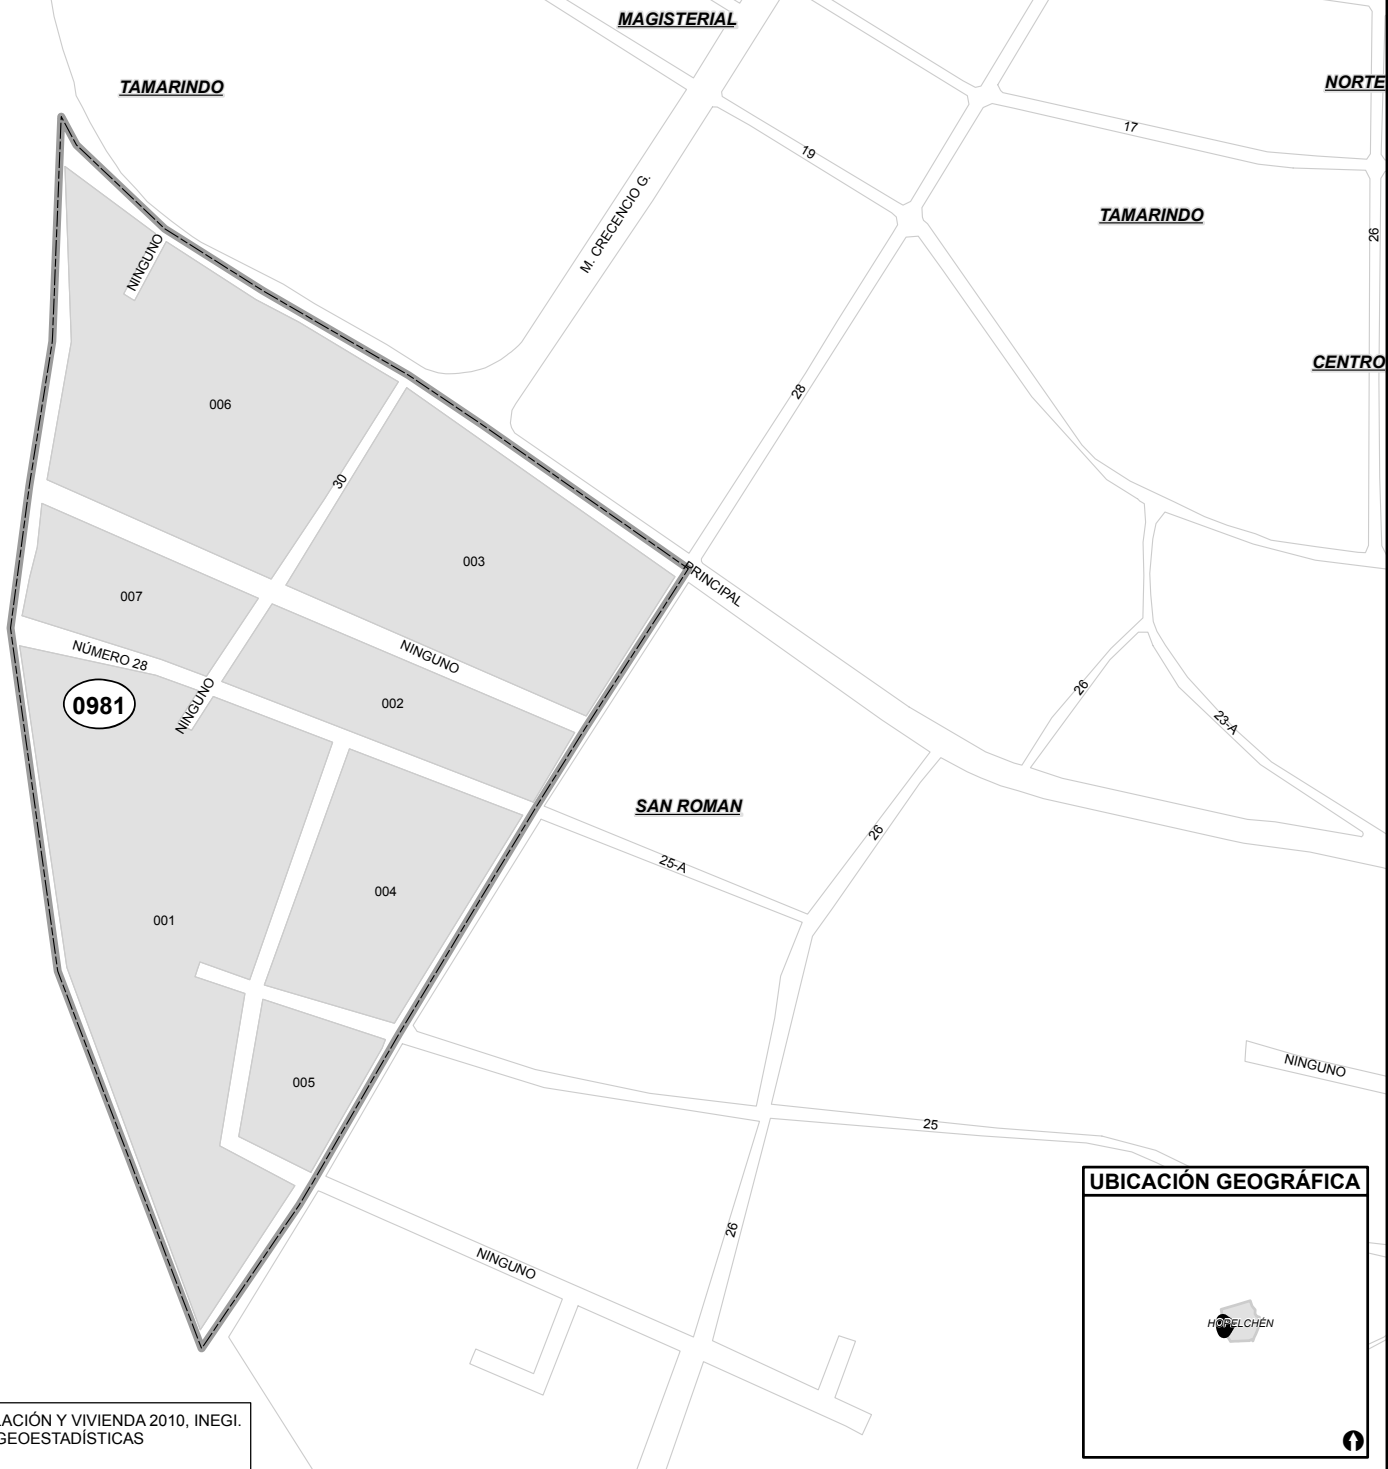 MAGISTERIAL
TAMARINDO
NORTE
17
19
M. CRECENCIO G.
TAMARINDO
26
NINGUNO
CENTRO
28
006
30
003
PRINCIPAL
007
NINGUNO
NÚMERO 28
0981
NINGUNO
002
26
23-A
SAN ROMAN
26
25-A
004
001
NINGUNO
005
25
UBICACIÓN GEOGRÁFICA
26
NINGUNO
HOPELCHÉN
LACIÓN Y VIVIENDA 2010, INEGI.
GEOESTADÍSTICAS